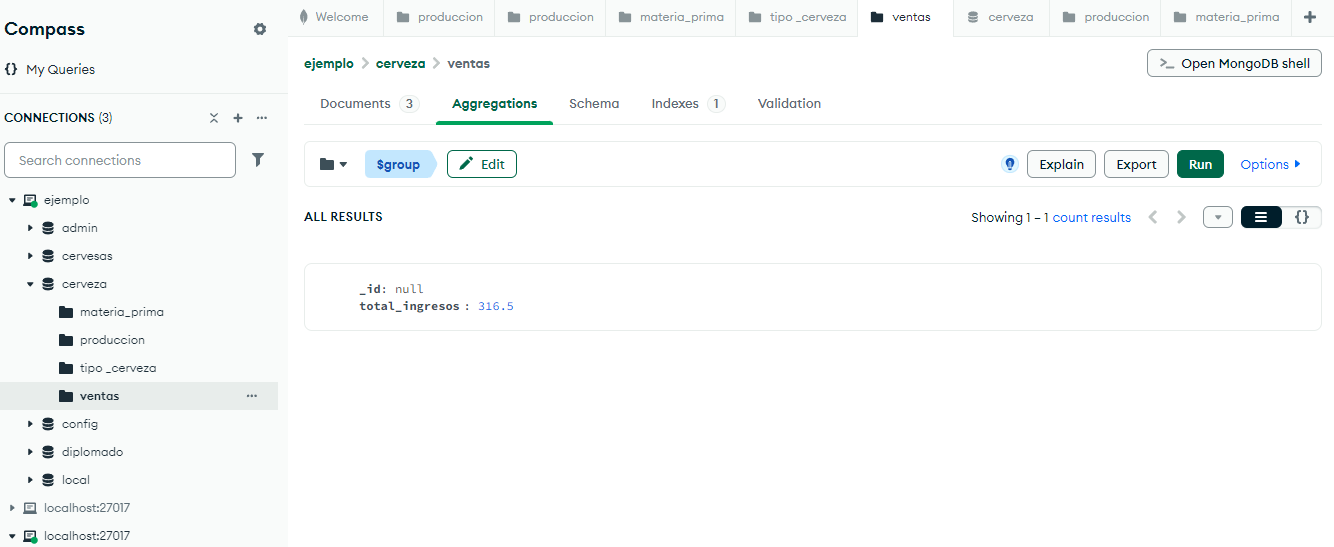 Compass
My Queries
CONNECTIONS (3)
Search connections
ejemplo
admin
cervesas
cerveza
materia_prima
produccion
tipo _cerveza
ventas
config
diplomado
local
localhost:27017
localhost:27017
Welcome produccion produccion materia_prima tipo _cerveza ventas cerveza produccion materia_prima
ejemplo > cerveza > ventas
>_ Open MongoDB shell
Documents 3 Aggregations Schema Indexes 1 Validation
$group Edit Explain Export Run Options
ALL RESULTS
Showing 1 – 1 count results
{}
_id: null
total_ingresos : 316.5